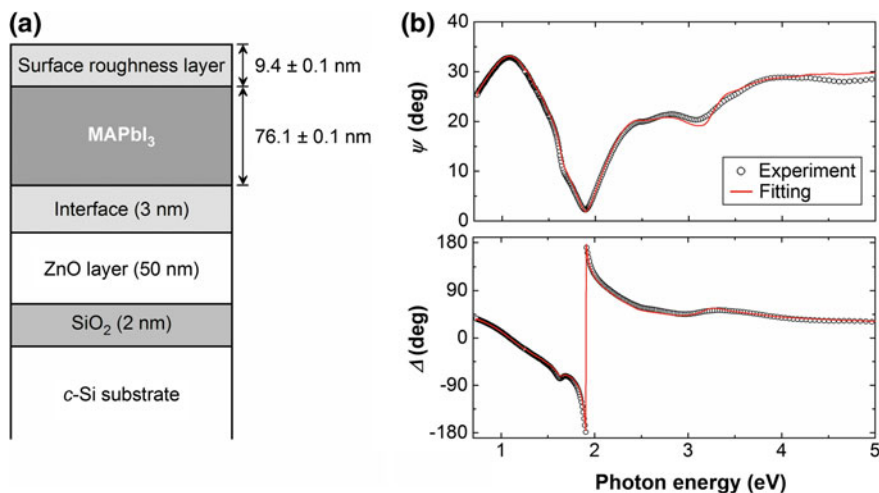 (a)
Surface roughness layer
9.4 ± 0.1 nm
MAPbI₃
76.1 ± 0.1 nm
Interface (3 nm)
ZnO layer (50 nm)
SiO₂ (2 nm)
c-Si substrate
(b)
40
30
20
10
0
ψ (deg)
Experiment
Fitting
180
90
0
-90
-180
Δ (deg)
1 2 3 4 5
Photon energy (eV)